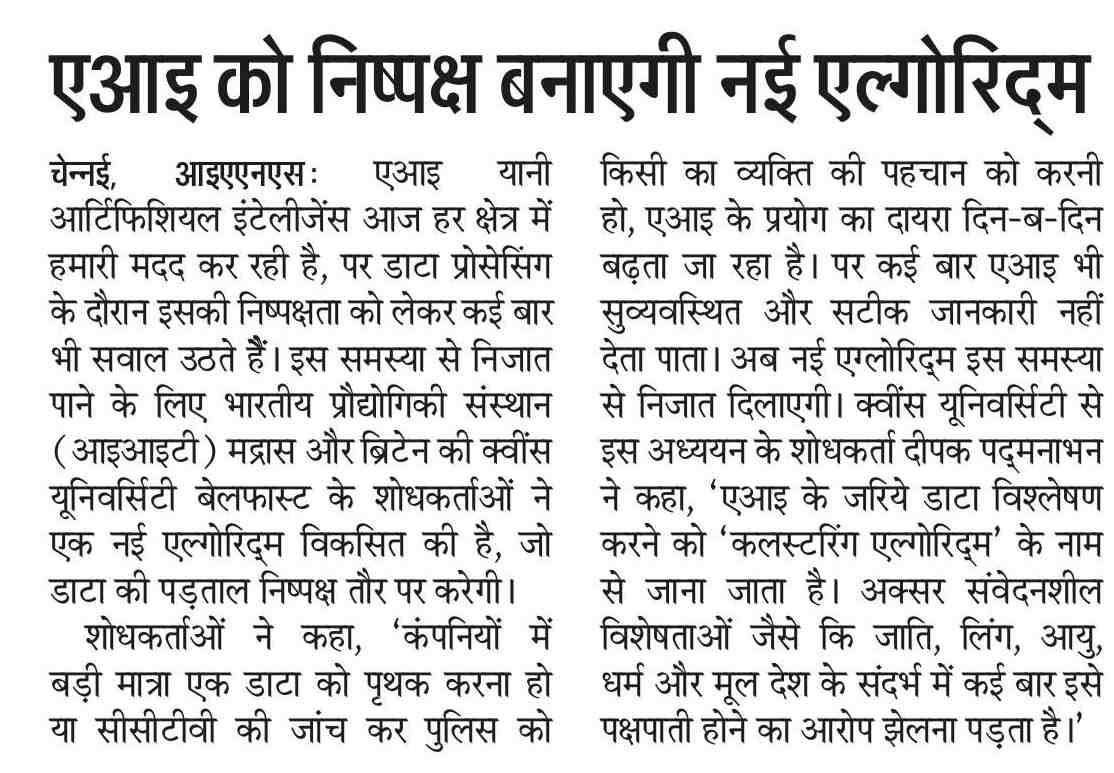 एआइ को निष्पक्ष बनाएगी नई एल्गोरिद्म
चेन्नई, आइएएनएस: एआइ यानी
आर्टिफिशियल इंटेलीजेंस आज हर क्षेत्र में
हमारी मदद कर रही है, पर डाटा प्रोसेसिंग
के दौरान इसकी निष्पक्षता को लेकर कई बार
भी सवाल उठते हैं। इस समस्या से निजात
पाने के लिए भारतीय प्रौद्योगिकी संस्थान
(आइआइटी) मद्रास और ब्रिटेन की क्वींस
यूनिवर्सिटी बेलफास्ट के शोधकर्ताओं ने
एक नई एल्गोरिद्म विकसित की है, जो
डाटा की पड़ताल निष्पक्ष तौर पर करेगी।
शोधकर्ताओं ने कहा, ‘कंपनियों में
बड़ी मात्रा एक डाटा को पृथक करना हो
या सीसीटीवी की जांच कर पुलिस को
किसी का व्यक्ति की पहचान को करनी
हो, एआइ के प्रयोग का दायरा दिन-ब-दिन
बढ़ता जा रहा है। पर कई बार एआइ भी
सुव्यवस्थित और सटीक जानकारी नहीं
देता पाता। अब नई एग्लोरिद्म इस समस्या
से निजात दिलाएगी। क्वींस यूनिवर्सिटी से
इस अध्ययन के शोधकर्ता दीपक पद्मनाभन
ने कहा, ‘एआइ के जरिये डाटा विश्लेषण
करने को ‘कलस्टरिंग एल्गोरिद्म’ के नाम
से जाना जाता है। अक्सर संवेदनशील
विशेषताओं जैसे कि जाति, लिंग, आयु,
धर्म और मूल देश के संदर्भ में कई बार इसे
पक्षपाती होने का आरोप झेलना पड़ता है।’